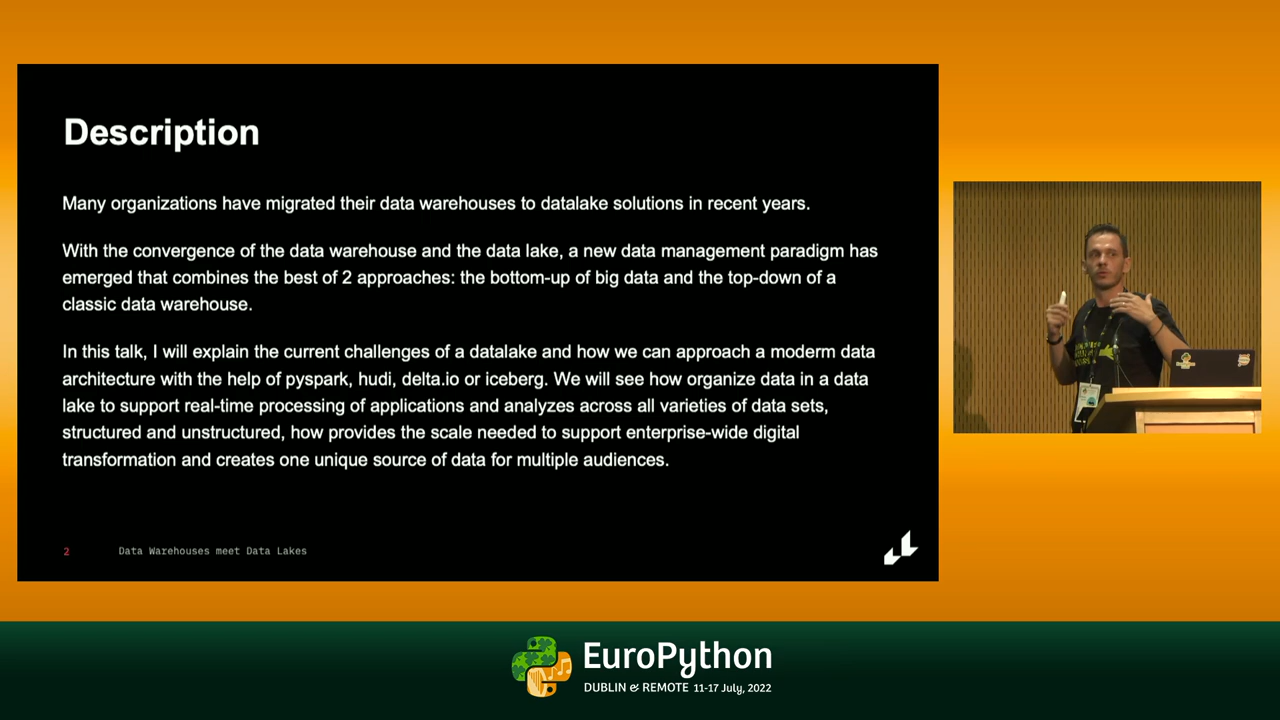 Description
Many organizations have migrated their data warehouses to datalake solutions in recent years.
With the convergence of the data warehouse and the data lake, a new data management paradigm has
emerged that combines the best of 2 approaches: the bottom-up of big data and the top-down of a
classic data warehouse.
In this talk, I will explain the current challenges of a datalake and how we can approach a moderm data
architecture with the help of pyspark, hudi, delta.io or iceberg. We will see how organize data in a data
lake to support real-time processing of applications and analyzes across all varieties of data sets,
structured and unstructured, how provides the scale needed to support enterprise-wide digital
transformation and creates one unique source of data for multiple audiences.
2 Data Warehouses meet Data Lakes
EuroPython
DUBLIN & REMOTE 11-17 July, 2022